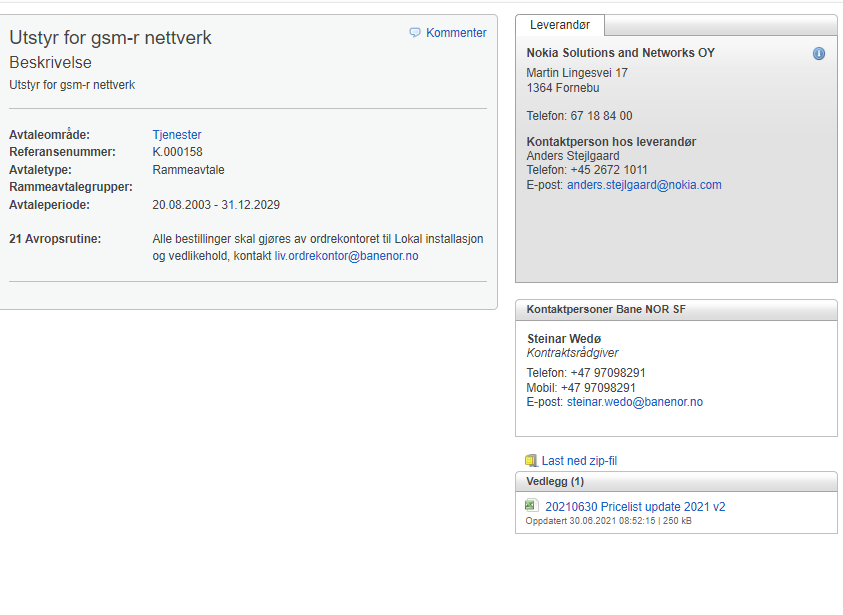 Utstyr for gsm-r nettverk
Kommenter
Beskrivelse
Utstyr for gsm-r nettverk
Avtaleområde: Tjenester
Referansenummer: K.000158
Avtaletype: Rammeavtale
Rammeavtalegrupper:
Avtaleperiode: 20.08.2003 - 31.12.2029
21 Avropsrutine: Alle bestillinger skal gjøres av ordrekontoret til Lokal installasjon
og vedlikehold, kontakt liv.ordrekontor@banenor.no
Leverandør
Nokia Solutions and Networks OY
Martin Lingesvei 17
1364 Fornebu
Telefon: 67 18 84 00
Kontaktperson hos leverandør
Anders Stejlgaard
Telefon: +45 2672 1011
E-post: anders.stejlgaard@nokia.com
Kontaktpersoner Bane NOR SF
Steinar Wedø
Kontraktsrådgiver
Telefon: +47 97098291
Mobil: +47 97098291
E-post: steinar.wedo@banenor.no
Last ned zip-fil
Vedlegg (1)
20210630 Pricelist update 2021 v2
Oppdatert 30.06.2021 08:52:15 | 250 kB